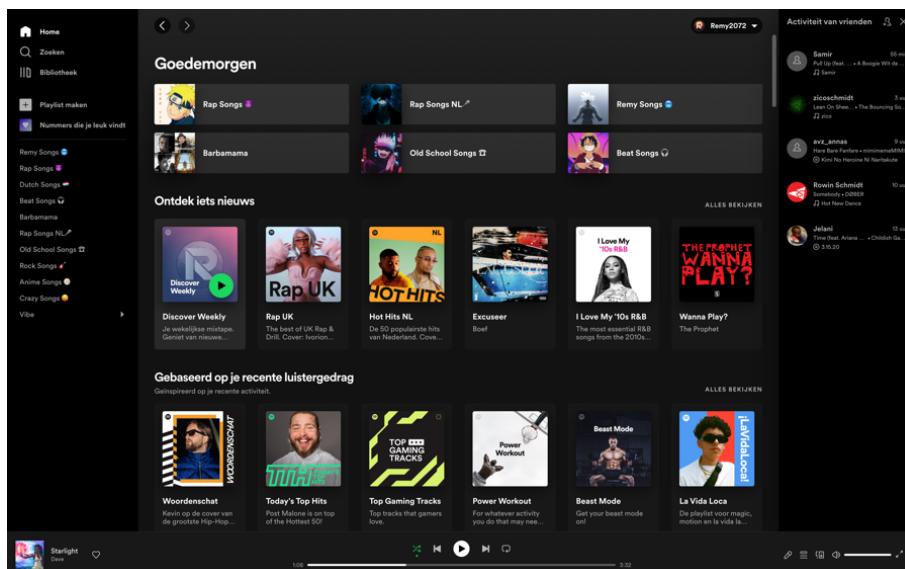 Home
Zoeken
Bibliotheek
Playlist maken
Nummers die je leuk vindt
Remy Songs 🥶
Rap Songs 😈
Dutch Songs
Beat Songs 🎧
Barbamama
Rap Songs NL
Old School Songs
Rock Songs 🎸
Anime Songs
Crazy Songs
Vibe
Remy2072
Goedemorgen
Rap Songs 😈
Rap Songs NL
Remy Songs 🥶
Barbamama
Old School Songs
Beat Songs 🎧
Ontdek iets nieuws
ALLES BEKIJKEN
Discover
Weekly
Rap UK
NL
HOT HITS
I Love My
'10s R&B
THE PROPHET
WANNA
PLAY?
Discover Weekly
Je wekelijkse mixtape.
Geniet van nieuwe...
Rap UK
The best of UK Rap &
Drill. Cover: Ivorion...
Hot Hits NL
De 50 populairste hits
van Nederland. Cove...
Excuseer
Boef
I Love My '10s R&B
The most essential R&B
songs from the 2010s...
Wanna Play?
The Prophet
Gebaseerd op je recente luistergedrag
Geïnspireerd op je recente activiteit.
ALLES BEKIJKEN
WOORDENSCHAT
TTH
TOP
GAMING
TRACKS
Power
Workout
Beast Mode
¡LaVidaLoca!
Woordenschat
Kevin op de cover van
de grootste Hip-Hop...
Today's Top Hits
Post Malone is on top
of the Hottest 50!
Top Gaming Tracks
Top tracks that gamers
love.
Power Workout
For whatever activity
you do that may nee...
Beast Mode
Get your beast mode
on!
La Vida Loca
De playlist voor magic,
motion en la vida la...
Activiteit van vrienden
Samir
Pull Up (feat. ... • A Boogie Wit da
Samir
zicoschmidt
Lean On Shee... • The Bouncing So...
zico
avz_annas
Hare Bare Fanfare • mimimemeMIMI
Kimi No Heroine Ni Naritakute
Rowin Schmidt
Somebody • DØBER
Hot New Dance
Jelani
Time (feat. Ariana ... • Childish Ga...
3.15.20
Starlight
Dave
1:06
3:32